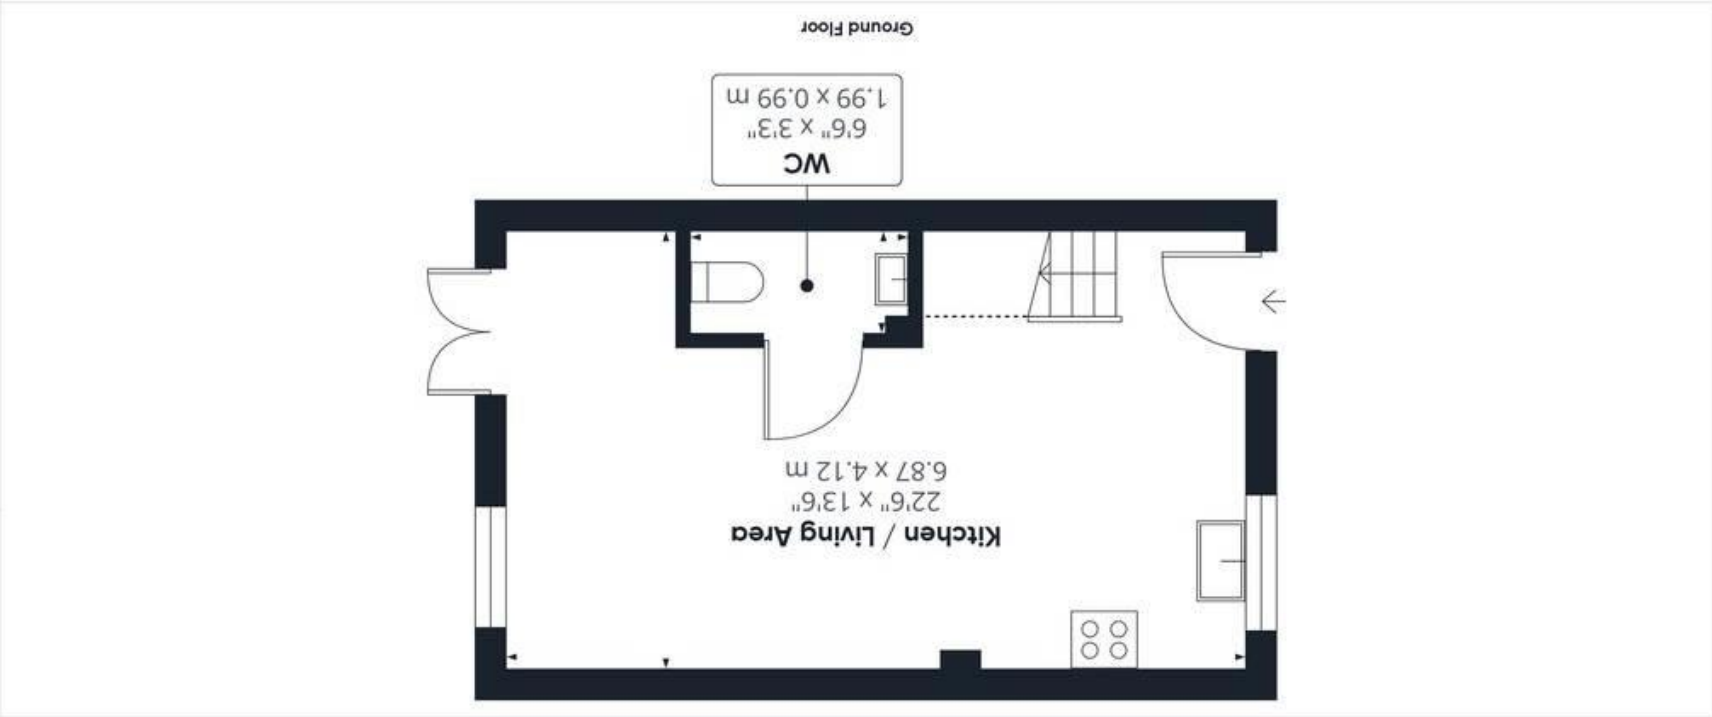 Kitchen / Living Area
22'6" x 13'6"
6.87 x 4.12 m
WC
6'6" x 3'3"
1.99 x 0.99 m
Ground Floor